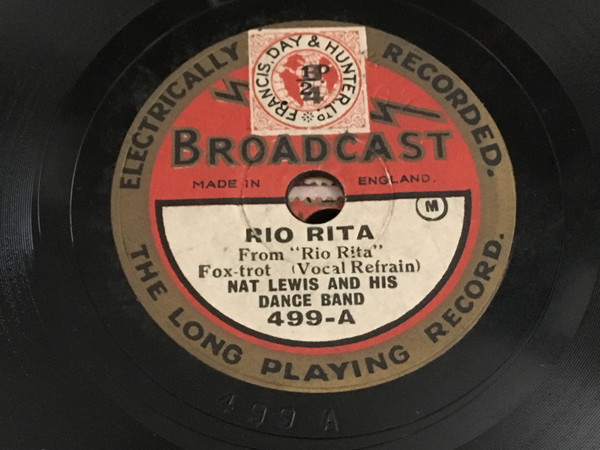 ELECTRICALLY RECORDED.
FRANCIS, DAY & HUNTER, LTD
BROADCAST
MADE IN ENGLAND.
M
RIO RITA
From "Rio Rita"
Fox-trot (Vocal Refrain)
NAT LEWIS AND HIS
DANCE BAND
499-A
THE LONG PLAYING RECORD.
499 A